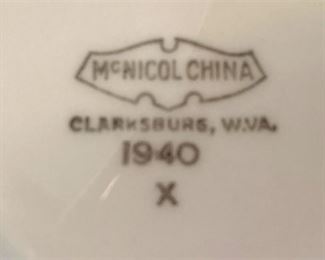 McNICOL CHINA
CLARKSBURG, W.VA.
1940
X